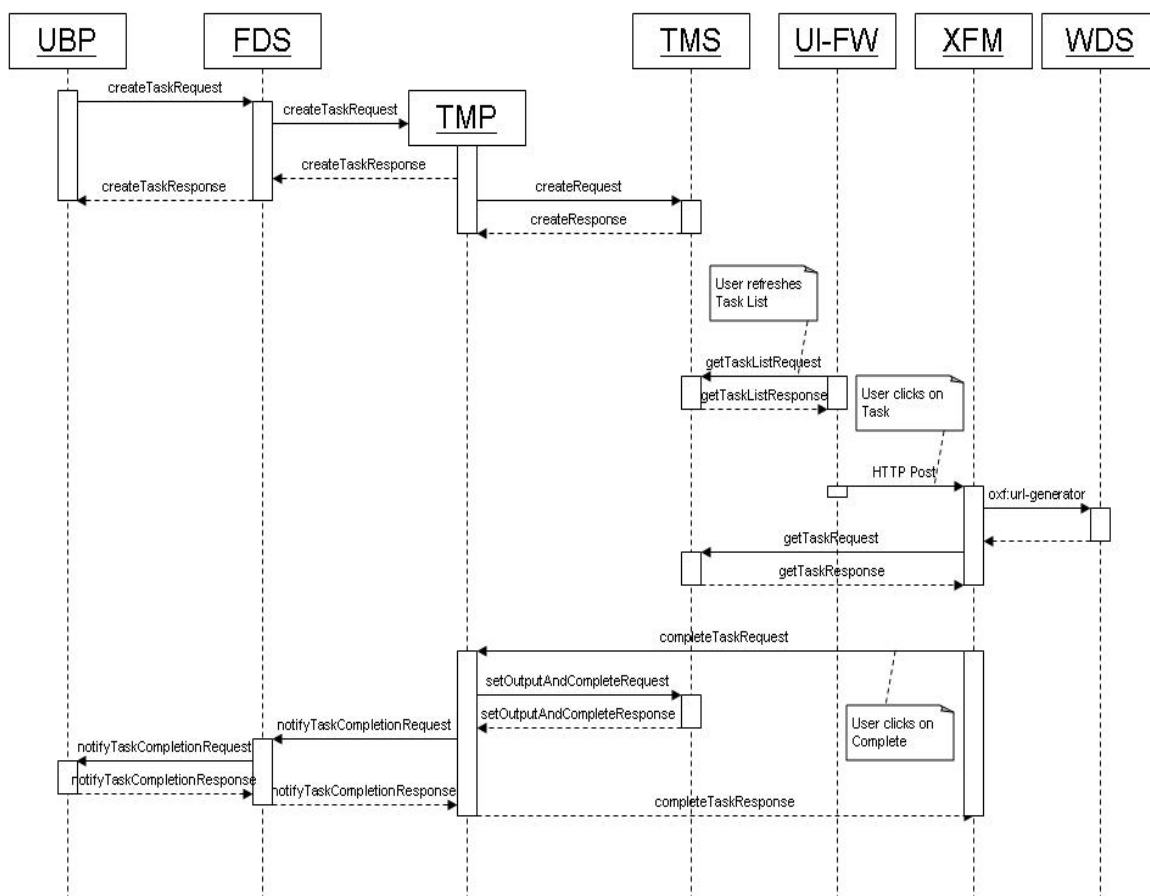 UBP
FDS
TMS
UI-FW
XFM
WDS
createTaskRequest
createTaskRequest
TMP
createTaskResponse
createTaskResponse
createRequest
createResponse
User refreshes
Task List
getTaskListRequest
getTaskListResponse
User clicks on
Task
HTTP Post
oxf:url-generator
getTaskRequest
getTaskResponse
completeTaskRequest
setOutputAndCompleteRequest
setOutputAndCompleteResponse
User clicks on
Complete
notifyTaskCompletionRequest
notifyTaskCompletionRequest
notifyTaskCompletionResponse
notifyTaskCompletionResponse
completeTaskResponse